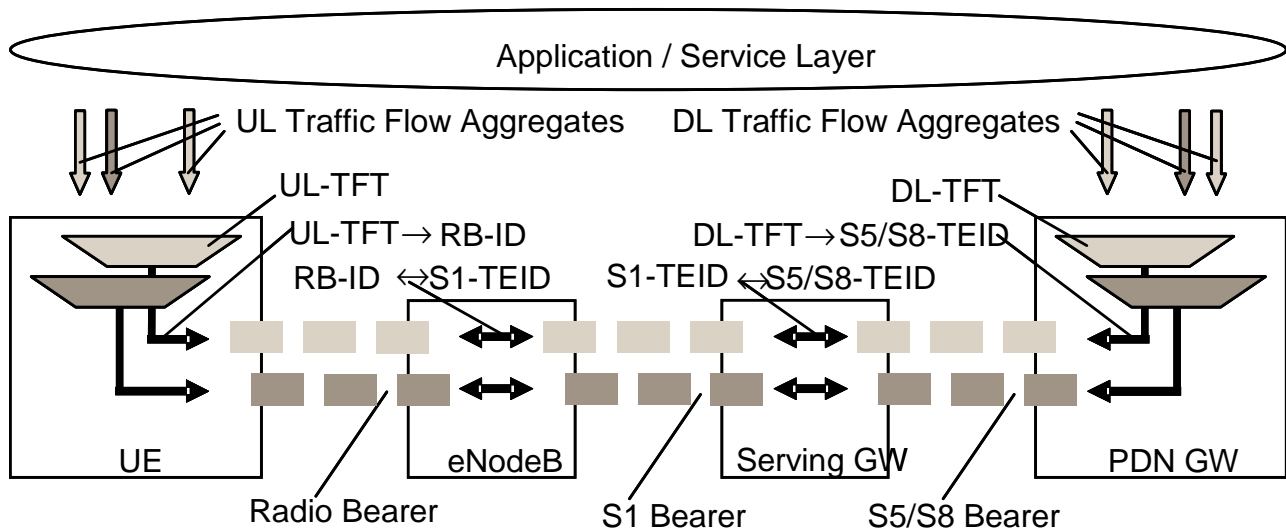 Application / Service Layer
UL Traffic Flow Aggregates
DL Traffic Flow Aggregates
UL-TFT
DL-TFT
UL-TFT → RB-ID
DL-TFT → S5/S8-TEID
RB-ID ↔ S1-TEID
S1-TEID ↔ S5/S8-TEID
UE
eNodeB
Serving GW
PDN GW
Radio Bearer
S1 Bearer
S5/S8 Bearer